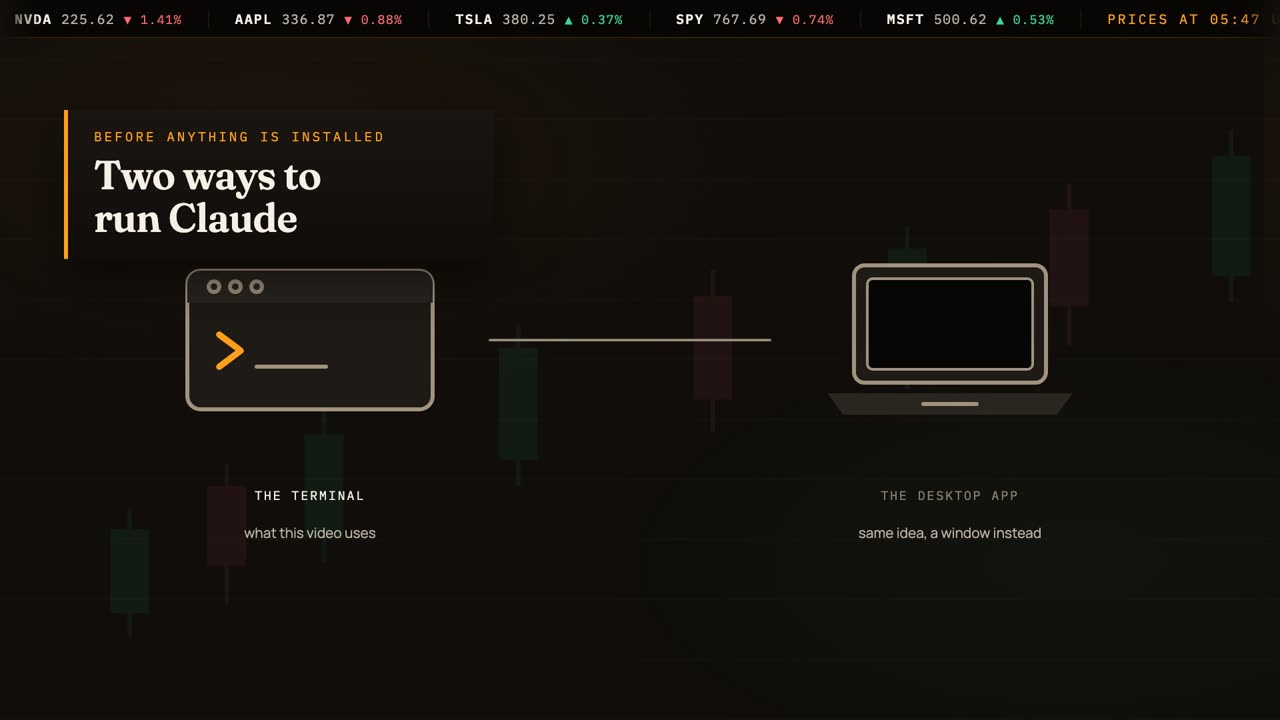 NVDA 225.62 ▼ 1.41% AAPL 336.87 ▼ 0.88% TSLA 380.25 ▲ 0.37% SPY 767.69 ▼ 0.74% MSFT 500.62 ▲ 0.53% PRICES AT 05:47
BEFORE ANYTHING IS INSTALLED
Two ways to
run Claude
THE TERMINAL
what this video uses
THE DESKTOP APP
same idea, a window instead